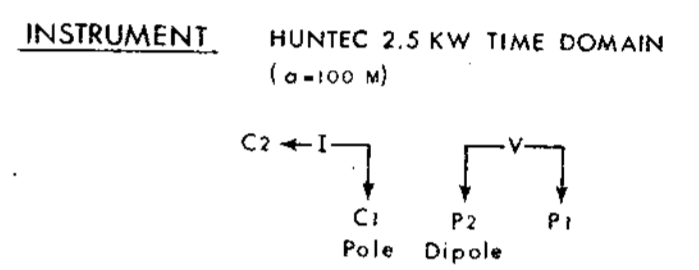 INSTRUMENT HUNTEC 2.5 KW TIME DOMAIN
(a=100 M)
C2 I V
C1 P2 P1
Pole Dipole